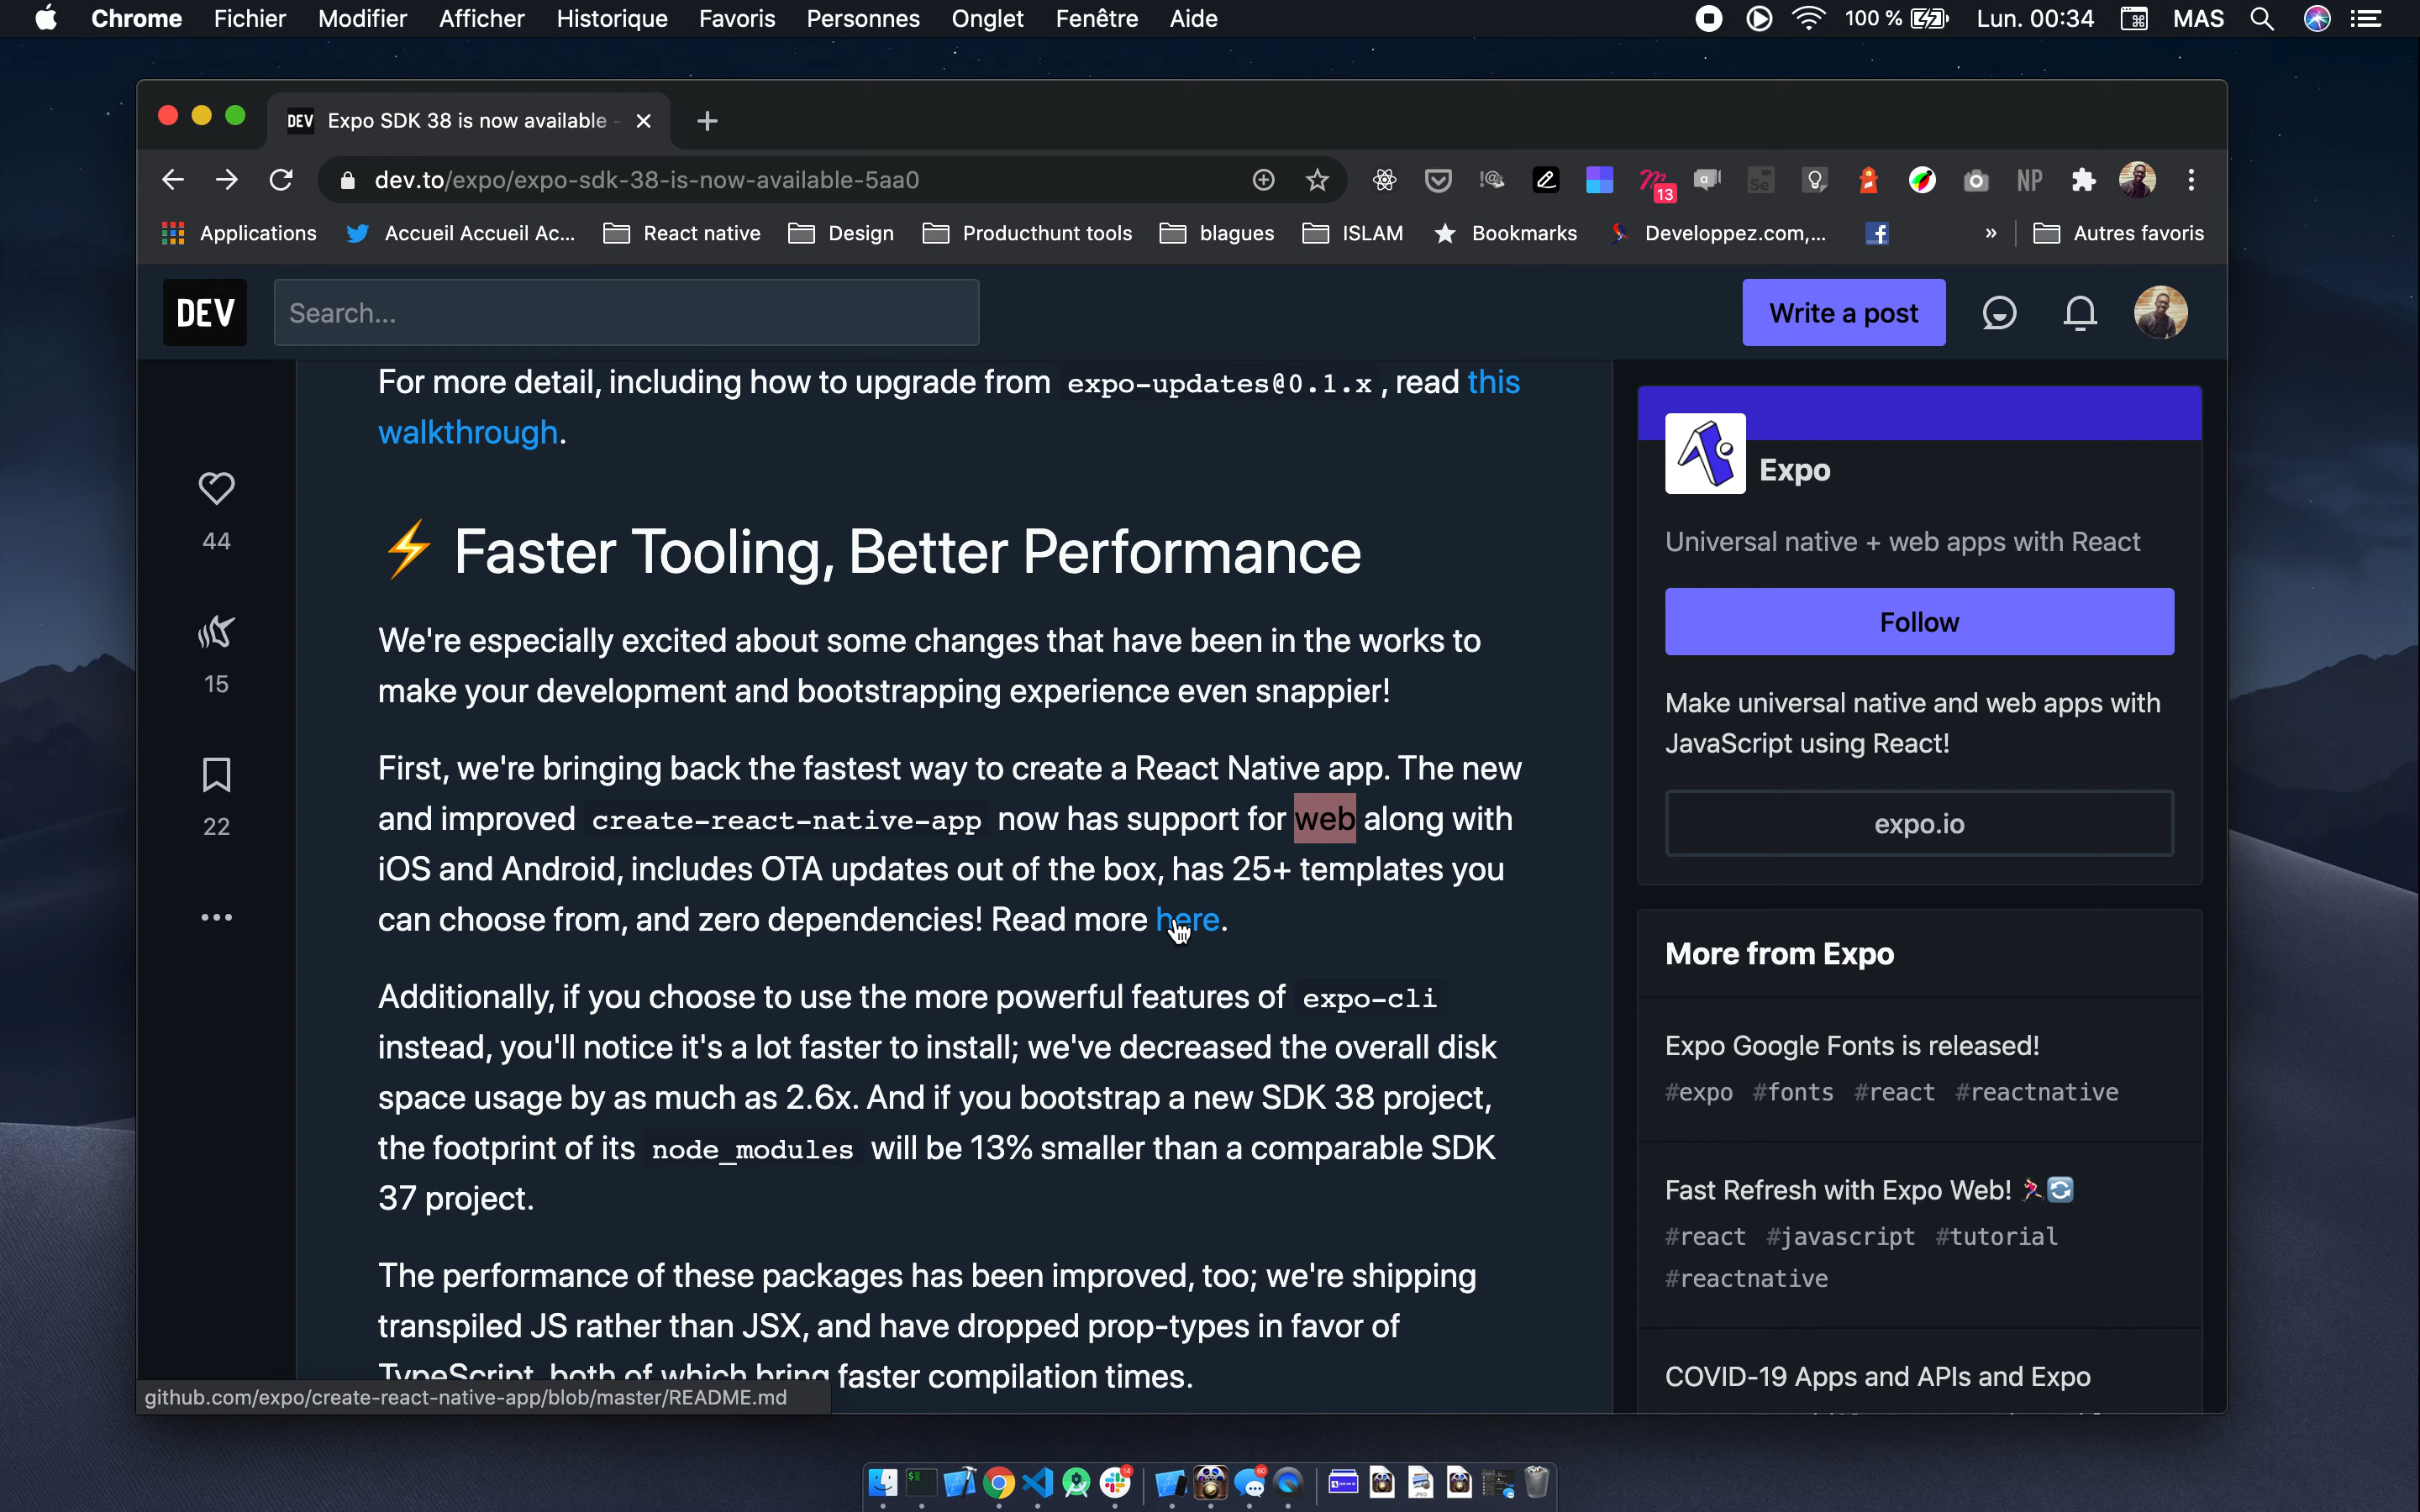 Chrome Fichier Modifier Afficher Historique Favoris Personnes Onglet Fenêtre Aide 100 % Lun. 00:34 MAS
DEV Expo SDK 38 is now available -
dev.to/expo/expo-sdk-38-is-now-available-5aa0 13 Se NP
Applications Accueil Accueil Ac... React native Design Producthunt tools blagues ISLAM Bookmarks Developpez.com,... » Autres favoris
DEV Search... Write a post
For more detail, including how to upgrade from expo-updates@0.1.x , read this
walkthrough.
⚡ Faster Tooling, Better Performance
We're especially excited about some changes that have been in the works to
make your development and bootstrapping experience even snappier!
First, we're bringing back the fastest way to create a React Native app. The new
and improved create-react-native-app now has support for web along with
iOS and Android, includes OTA updates out of the box, has 25+ templates you
can choose from, and zero dependencies! Read more here.
Additionally, if you choose to use the more powerful features of expo-cli
instead, you'll notice it's a lot faster to install; we've decreased the overall disk
space usage by as much as 2.6x. And if you bootstrap a new SDK 38 project,
the footprint of its node_modules will be 13% smaller than a comparable SDK
37 project.
The performance of these packages has been improved, too; we're shipping
transpiled JS rather than JSX, and have dropped prop-types in favor of
TypeScript, both of which bring faster compilation times.
44
15
22
Expo
Universal native + web apps with React
Follow
Make universal native and web apps with
JavaScript using React!
expo.io
More from Expo
Expo Google Fonts is released!
#expo #fonts #react #reactnative
Fast Refresh with Expo Web! 🏃🔄
#react #javascript #tutorial
#reactnative
COVID-19 Apps and APIs and Expo
github.com/expo/create-react-native-app/blob/master/README.md
14 60